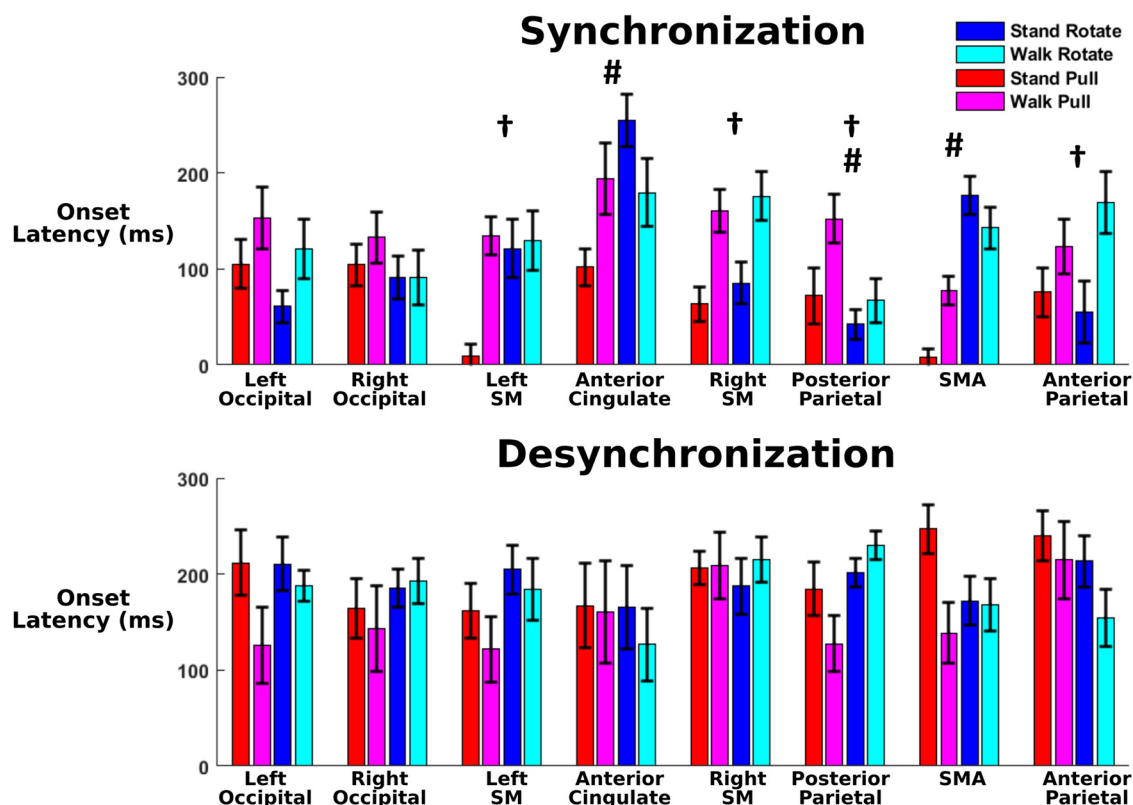 Synchronization
Stand Rotate
Walk Rotate
Stand Pull
Walk Pull
300
200
100
0
Onset
Latency (ms)
#
†
†
†
#
#
†
Left
Occipital
Right
Occipital
Left
SM
Anterior
Cingulate
Right
SM
Posterior
Parietal
SMA
Anterior
Parietal
Desynchronization
300
200
100
0
Onset
Latency (ms)
Left
Occipital
Right
Occipital
Left
SM
Anterior
Cingulate
Right
SM
Posterior
Parietal
SMA
Anterior
Parietal